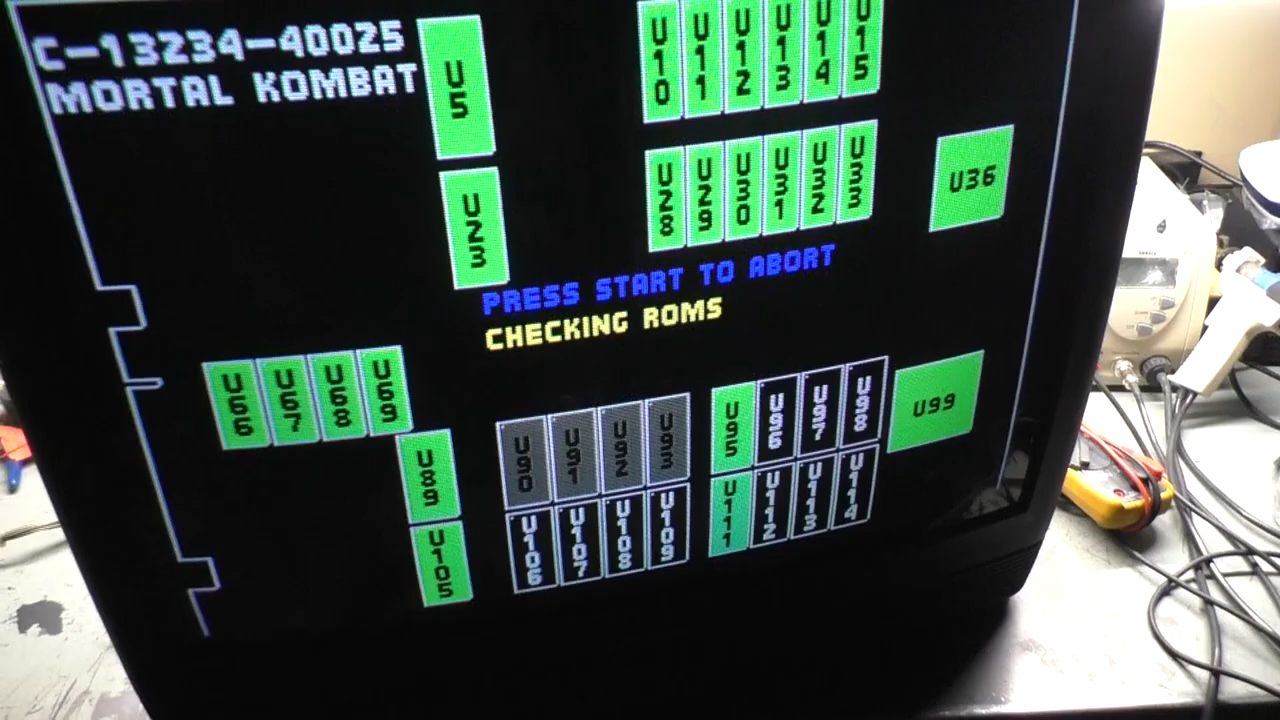 C-13234-40025
MORTAL KOMBAT
U5
U10 U11 U12 U13 U14 U15
U23
U28 U29 U30 U31 U32 U33
U36
PRESS START TO ABORT
CHECKING ROMS
U66 U67 U68 U69
U89
U90 U91 U92 U93
U95 U96 U97 U98
U99
U105
U106 U107 U108 U109
U111 U112 U113 U114